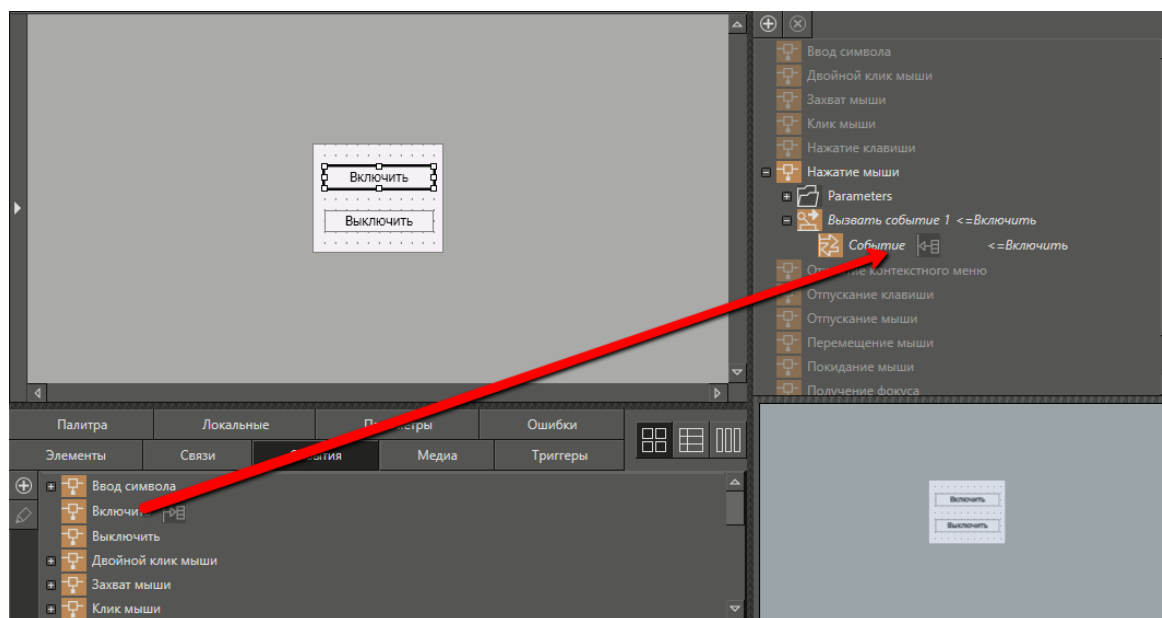 Включить
Выключить
Ввод символа
Двойной клик мыши
Захват мыши
Клик мыши
Нажатие клавиши
Нажатие мыши
Parameters
Вызвать событие 1 <=Включить
Событие <=Включить
контекстного меню
Отпускание клавиши
Отпускание мыши
Перемещение мыши
Покидание мыши
Получение фокуса
Палитра Локальные Ошибки
Элементы Связи Медиа Триггеры
Ввод символа
Включить
Выключить
Двойной клик мыши
Захват мыши
Клик мыши
Включить
Выключить